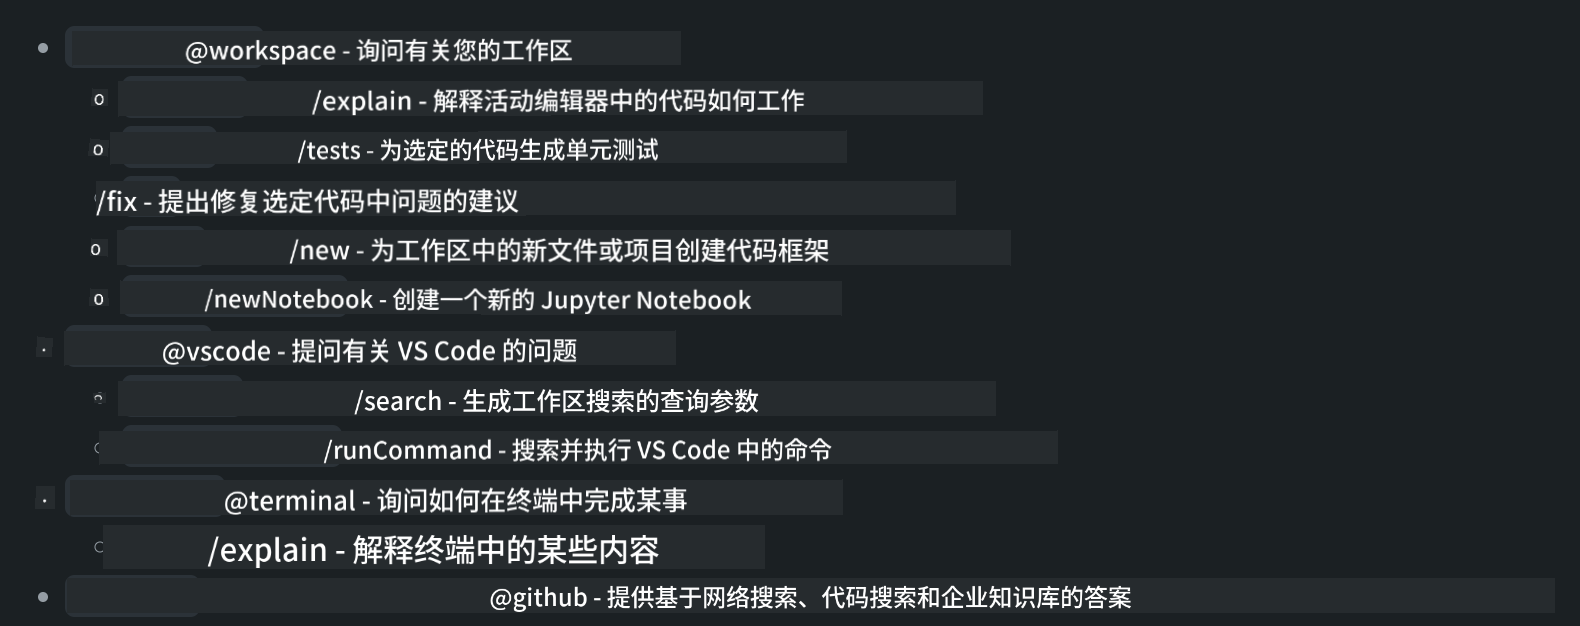 @workspace - 询问有关您的工作区
/explain - 解释活动编辑器中的代码如何工作
/tests - 为选定的代码生成单元测试
/fix - 提出修复选定代码中问题的建议
/new - 为工作区中的新文件或项目创建代码框架
/newNotebook - 创建一个新的 Jupyter Notebook
@vscode - 提问有关 VS Code 的问题
/search - 生成工作区搜索的查询参数
/runCommand - 搜索并执行 VS Code 中的命令
@terminal - 询问如何在终端中完成某事
/explain - 解释终端中的某些内容
@github - 提供基于网络搜索、代码搜索和企业知识库的答案